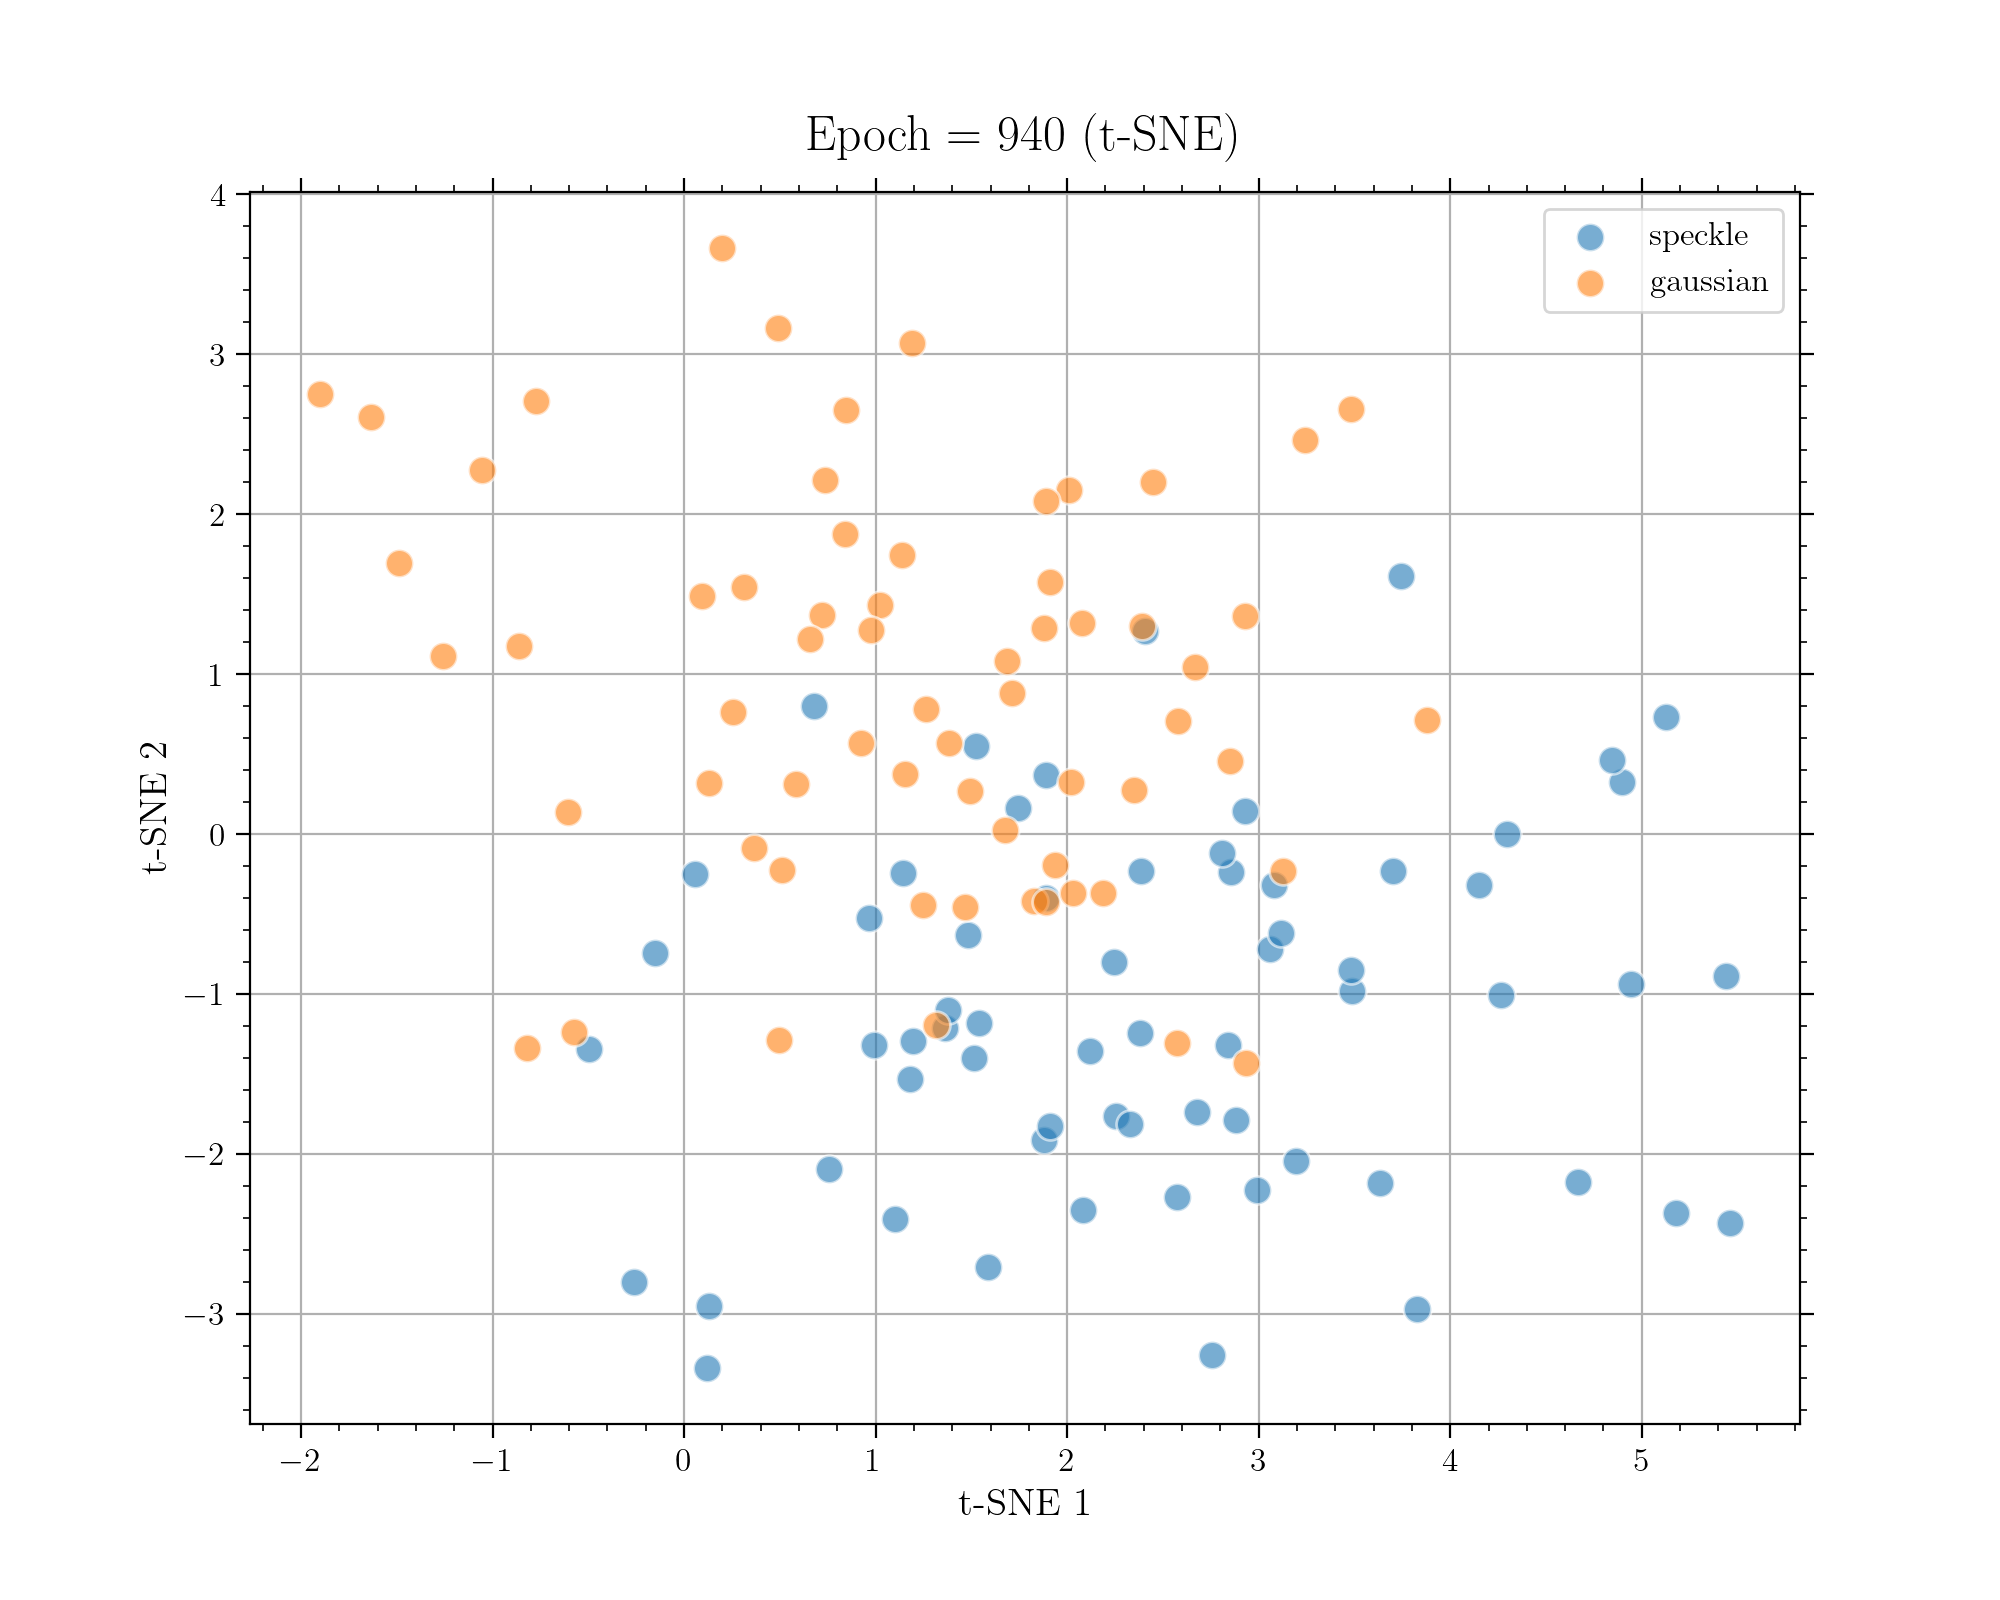 Epoch = 940 (t-SNE)
speckle
gaussian
4
3
2
1
0
−1
−2
−3
t-SNE 2
−2 −1 0 1 2 3 4 5
t-SNE 1